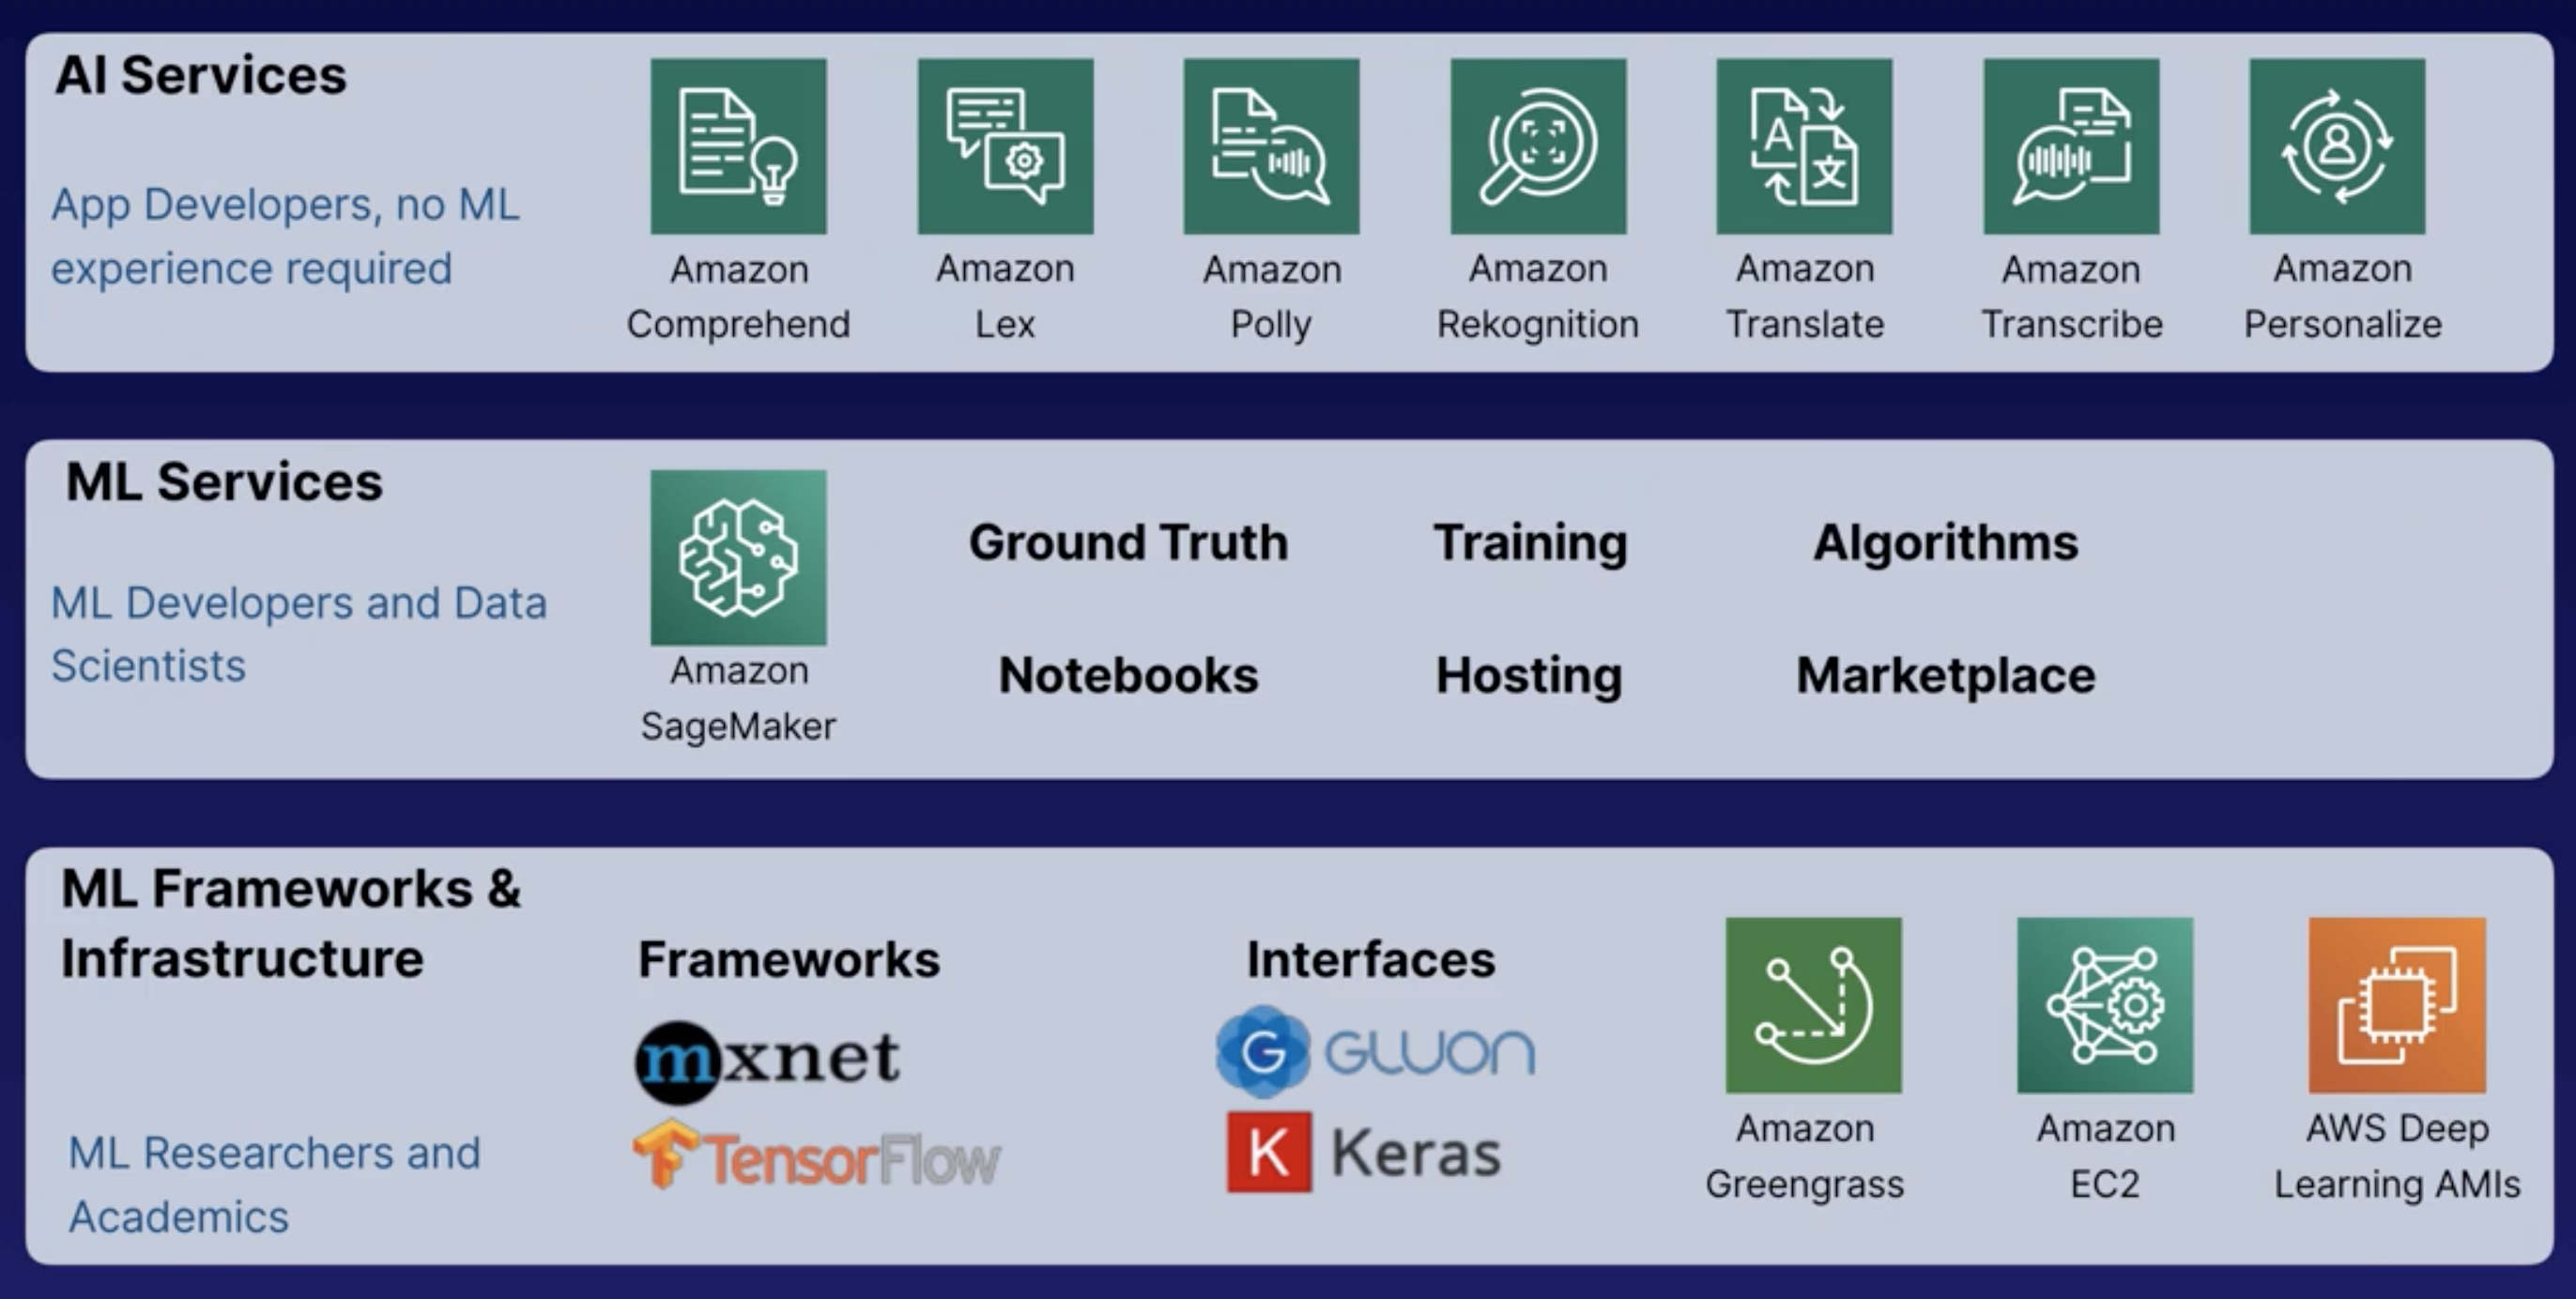 AI Services
App Developers, no ML
experience required
A
文
Amazon
Comprehend
Amazon
Lex
Amazon
Polly
Amazon
Rekognition
Amazon
Translate
Amazon
Transcribe
Amazon
Personalize
ML Services
ML Developers and Data
Scientists
Amazon
SageMaker
Ground Truth
Training
Algorithms
Notebooks
Hosting
Marketplace
ML Frameworks &
Infrastructure
ML Researchers and
Academics
Frameworks
mxnet
TensorFlow
Interfaces
G GLUON
K Keras
Amazon
Greengrass
Amazon
EC2
AWS Deep
Learning AMIs